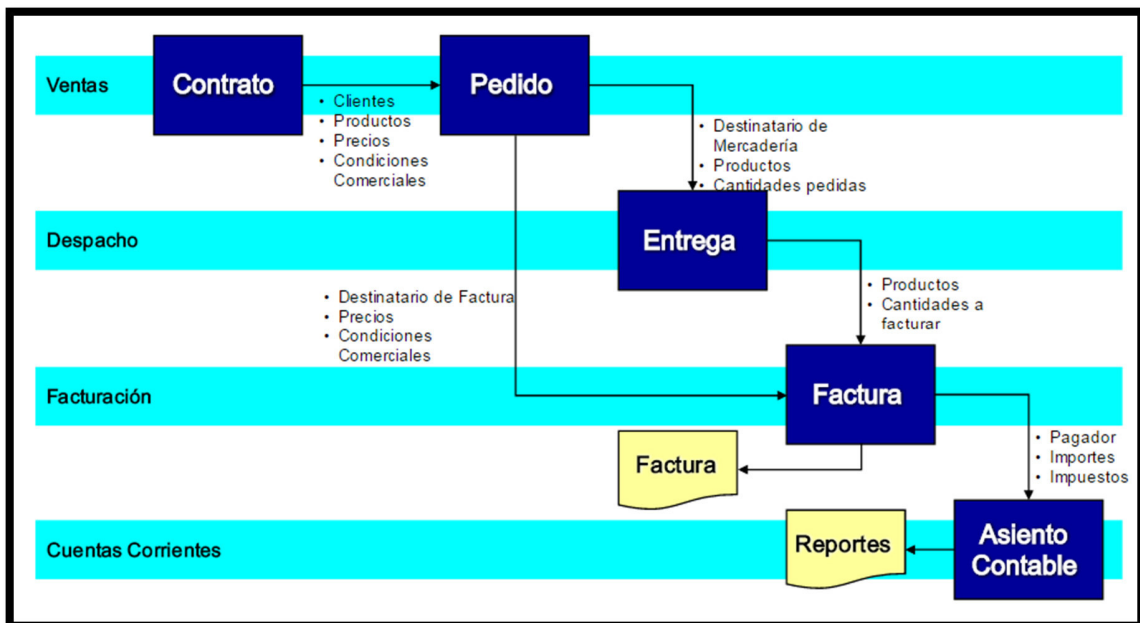 Ventas
Contrato
• Clientes
• Productos
• Precios
• Condiciones
Comerciales
Pedido
• Destinatario de
Mercadería
• Productos
• Cantidades pedidas
Despacho
Entrega
• Destinatario de Factura
• Precios
• Condiciones
Comerciales
• Productos
• Cantidades a
facturar
Facturación
Factura
Factura
• Pagador
• Importes
• Impuestos
Cuentas Corrientes
Reportes
Asiento
Contable